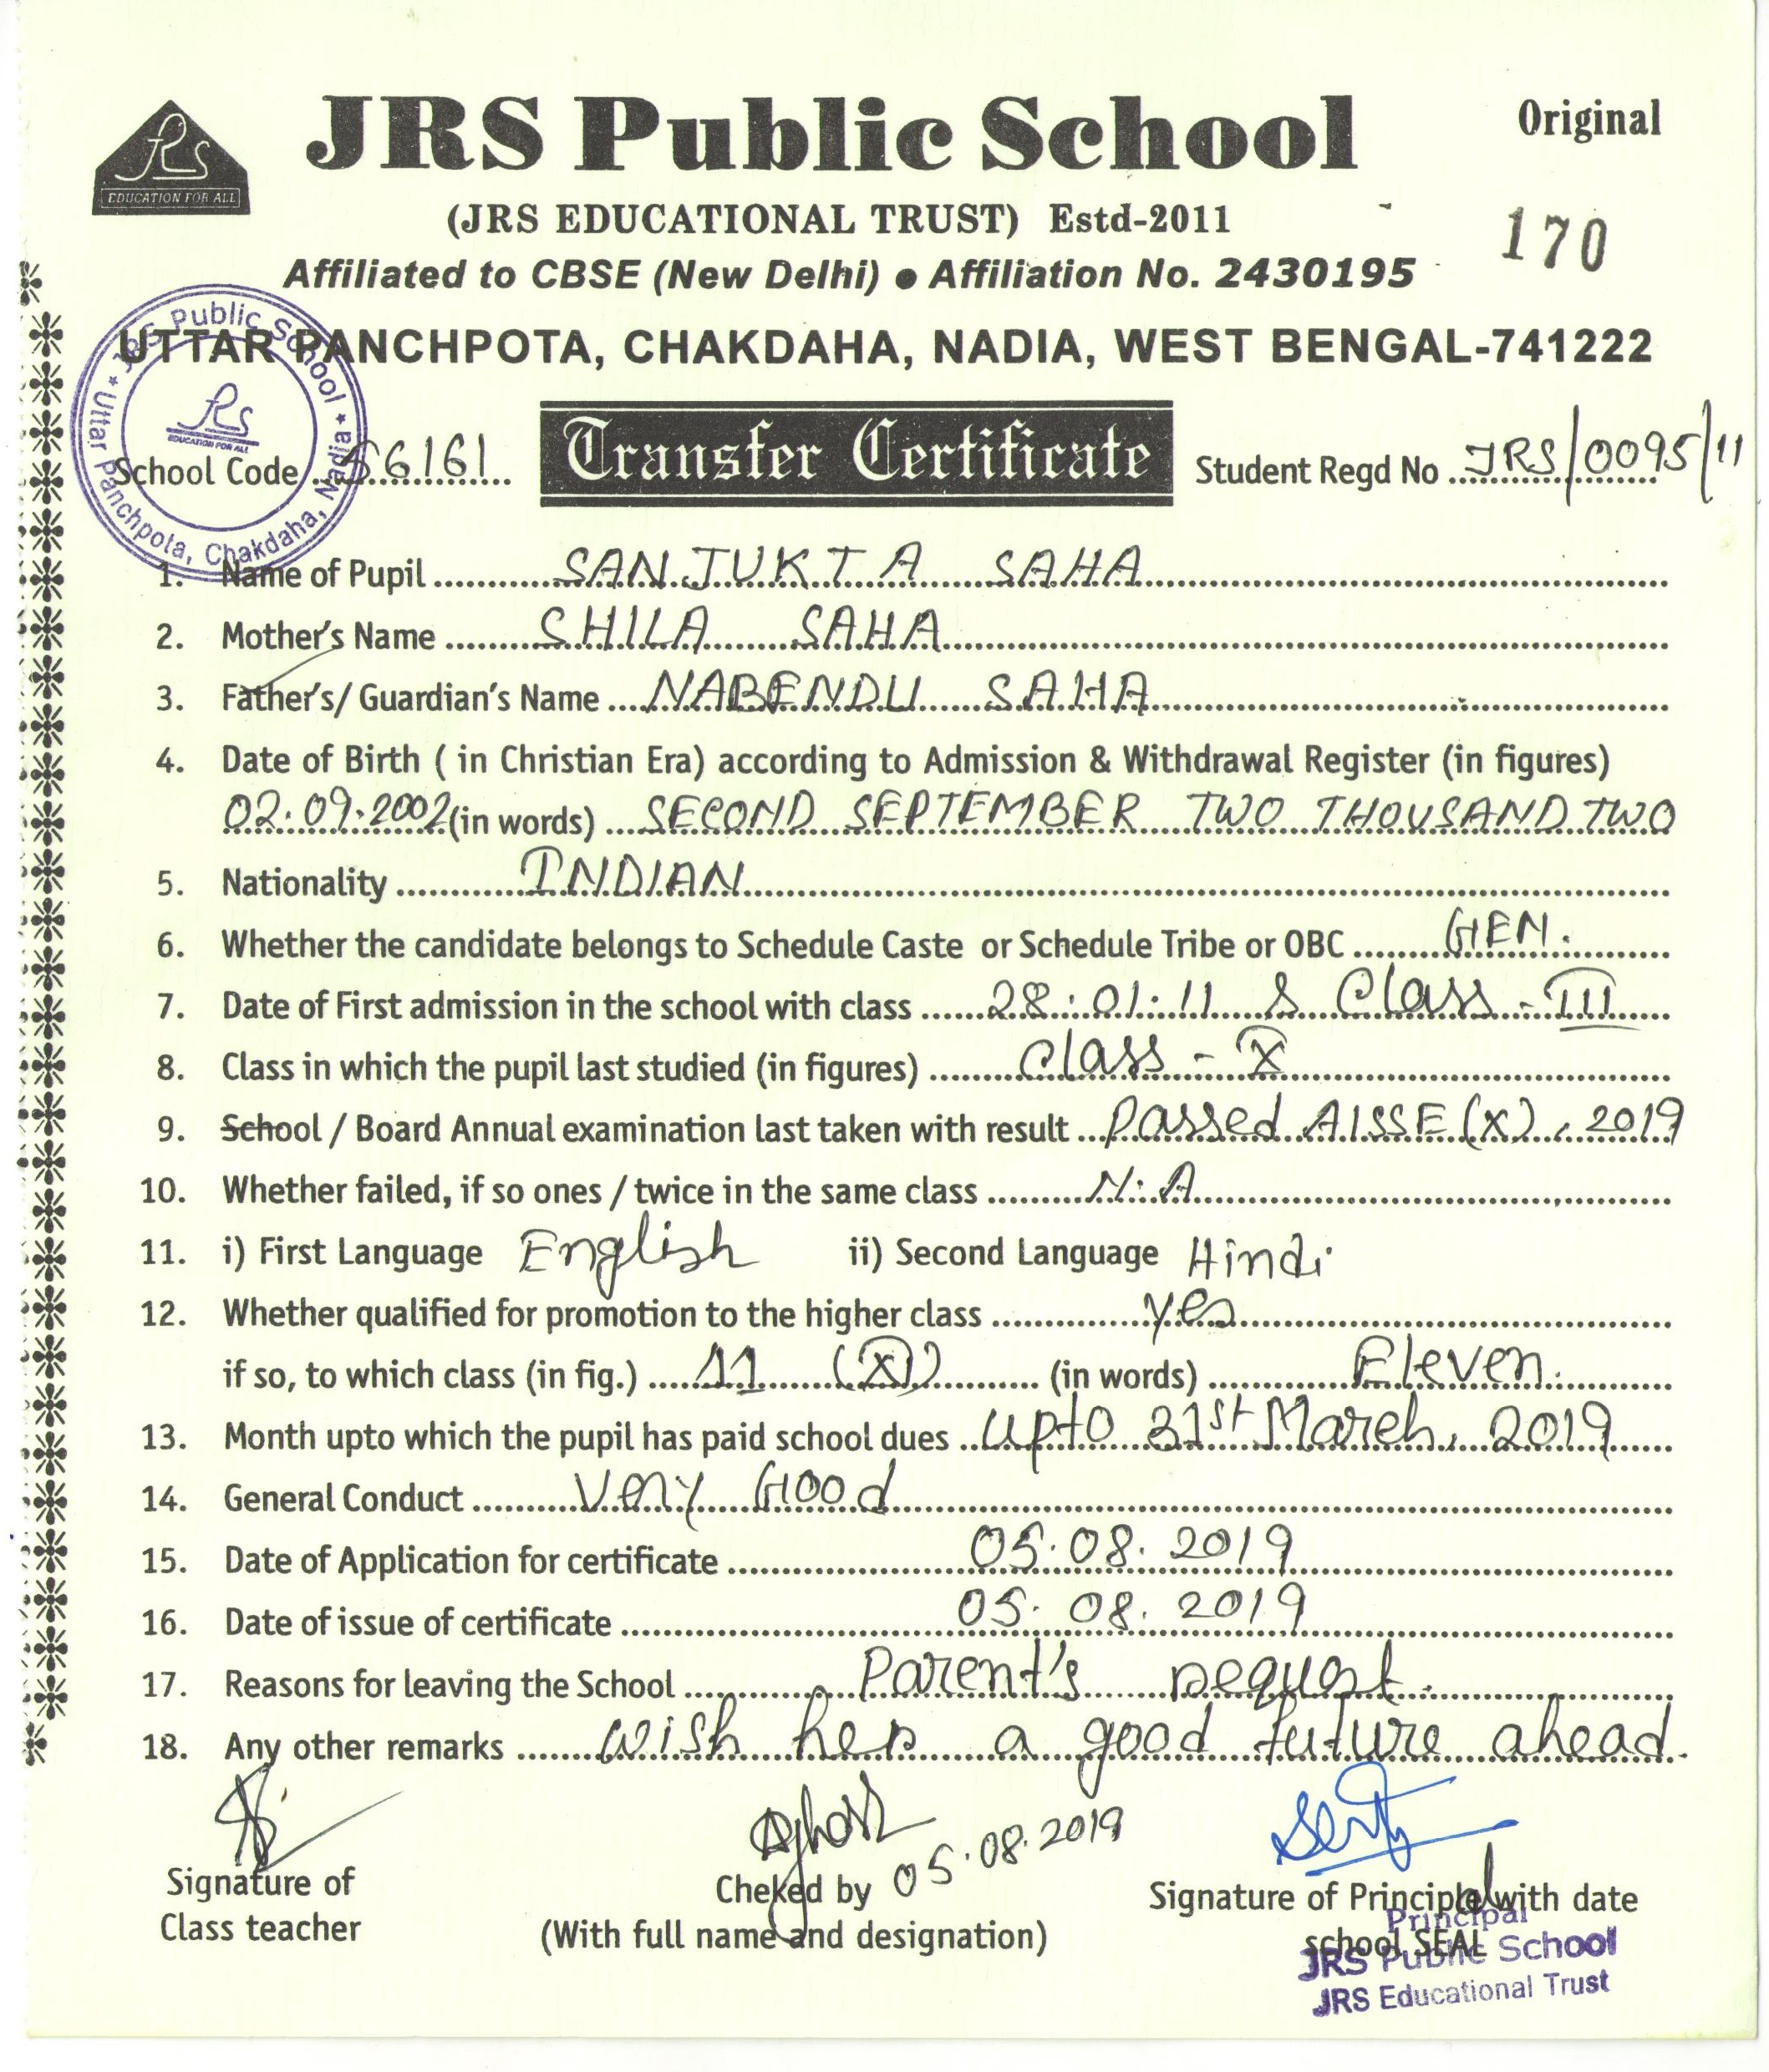 JRS Public School
Original
JRS
EDUCATION FOR ALL
(JRS EDUCATIONAL TRUST) Estd-2011
170
Affiliated to CBSE (New Delhi) ● Affiliation No. 2430195
UTTAR PANCHPOTA, CHAKDAHA, NADIA, WEST BENGAL-741222
JRS Public School * Uttar Panchpota, Chakdaha, Nadia *
JRS
EDUCATION FOR ALL
School Code 56161 Transfer Certificate Student Regd No JRS/0095/11
1. Name of Pupil SANJUKTA SAHA
2. Mother's Name SHILA SAHA
3. Father's/ Guardian's Name NABENDU SAHA
4. Date of Birth ( in Christian Era) according to Admission & Withdrawal Register (in figures)
02.09.2002 (in words) SECOND SEPTEMBER TWO THOUSAND TWO
5. Nationality INDIAN
6. Whether the candidate belongs to Schedule Caste or Schedule Tribe or OBC GEN.
7. Date of First admission in the school with class 28.01.11 & Class - III
8. Class in which the pupil last studied (in figures) Class - X
9. School / Board Annual examination last taken with result Passed AISSE (X), 2019
10. Whether failed, if so ones / twice in the same class N.A
11. i) First Language English ii) Second Language Hindi
12. Whether qualified for promotion to the higher class yes
if so, to which class (in fig.) 11 (XI) (in words) Eleven.
13. Month upto which the pupil has paid school dues upto 31st March, 2019
14. General Conduct Very Good
15. Date of Application for certificate 05.08.2019
16. Date of issue of certificate 05.08.2019
17. Reasons for leaving the School Parent's request.
18. Any other remarks Wish her a good future ahead.
Signature of
Class teacher
Cheked by 05.08.2019
(With full name and designation)
Signature of Principal with date
school SEAL
Principal
JRS Public School
JRS Educational Trust